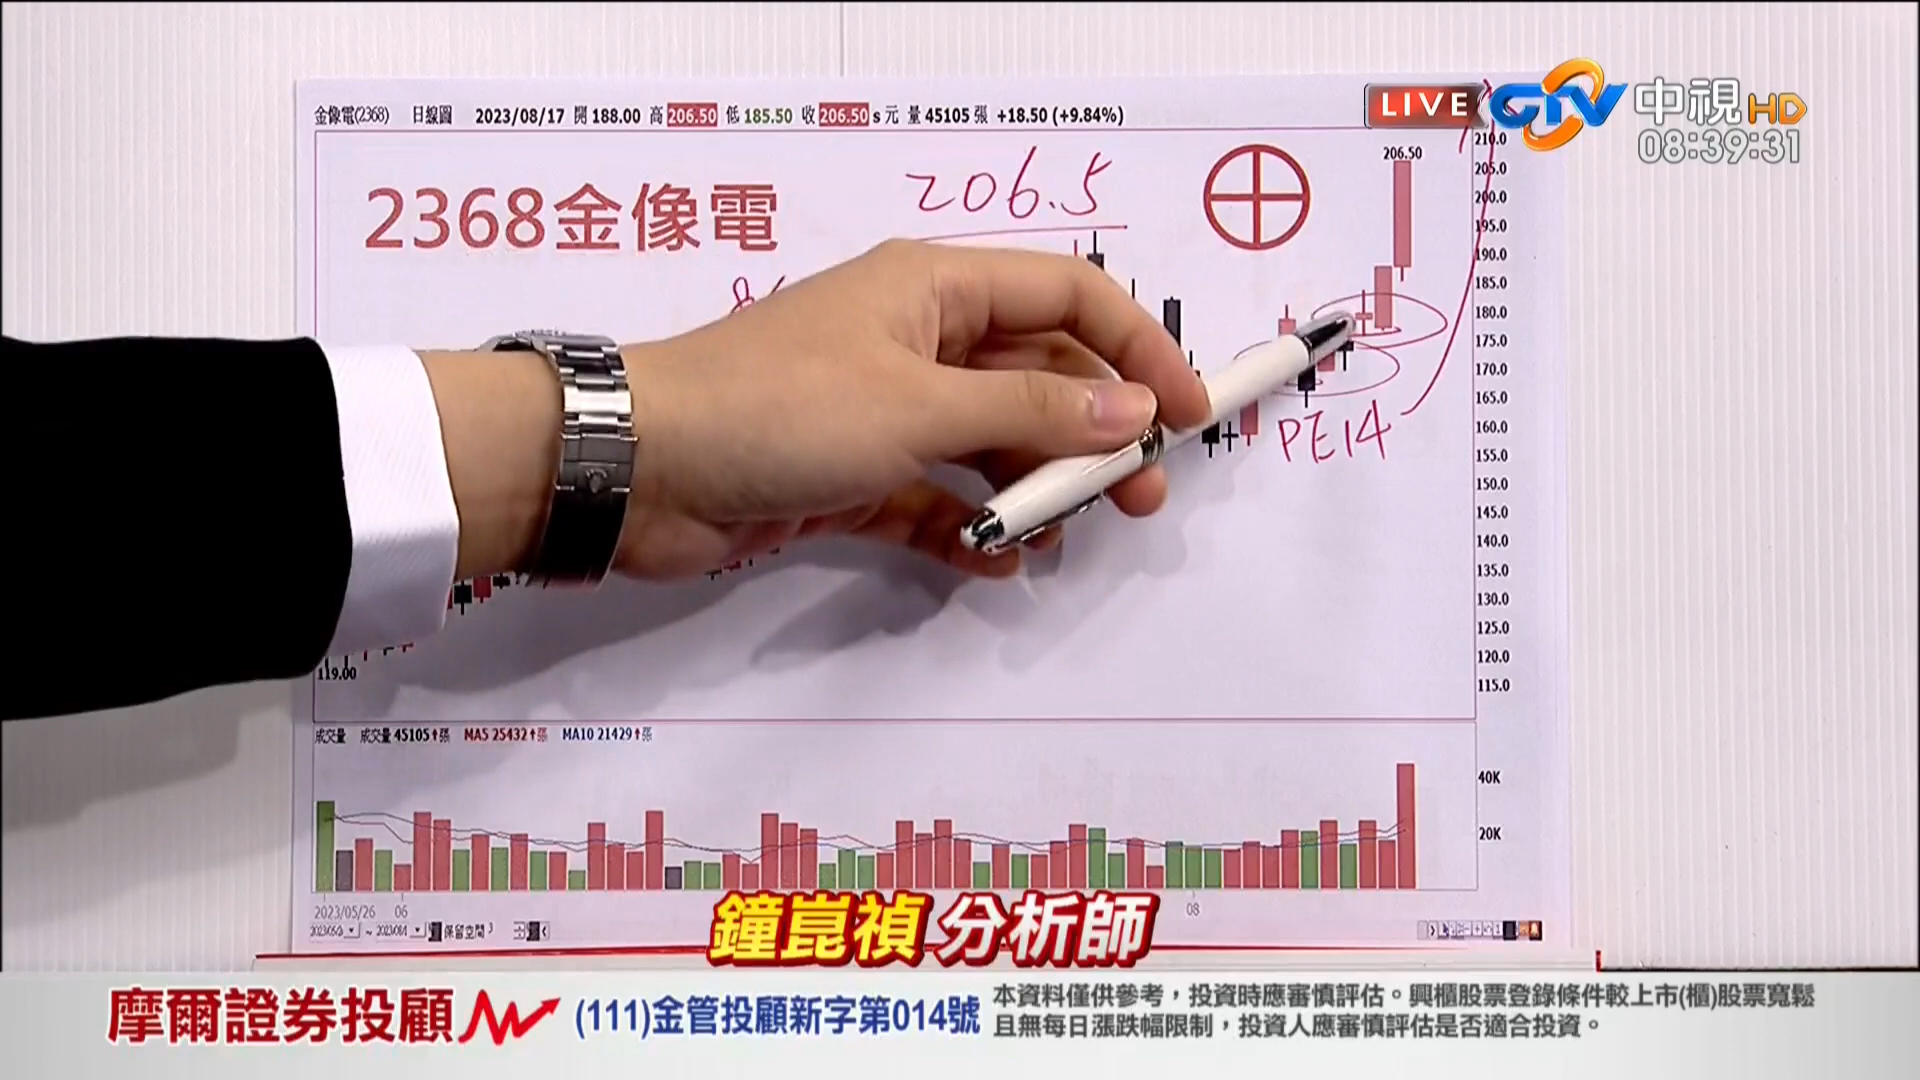 LIVE CTV 中視HD
08:39:31
金像電(2368) 日線圖 2023/08/17 開 188.00 高 206.50 低 185.50 收 206.50 s 元 量 45105 張 +18.50 (+9.84%)
2368金像電
206.5
206.50
210.0
205.0
200.0
195.0
190.0
185.0
180.0
175.0
170.0
165.0
160.0
155.0
150.0
145.0
140.0
135.0
130.0
125.0
120.0
115.0
PE14
119.00
成交量 成交量 45105↑張 MA5 25432↑張 MA10 21429↑張
40K
20K
2023/05/26 06 08
保留空間
鐘崑禎 分析師
摩爾證券投顧 (111)金管投顧新字第014號
本資料僅供參考，投資時應審慎評估。興櫃股票登錄條件較上市(櫃)股票寬鬆
且無每日漲跌幅限制，投資人應審慎評估是否適合投資。